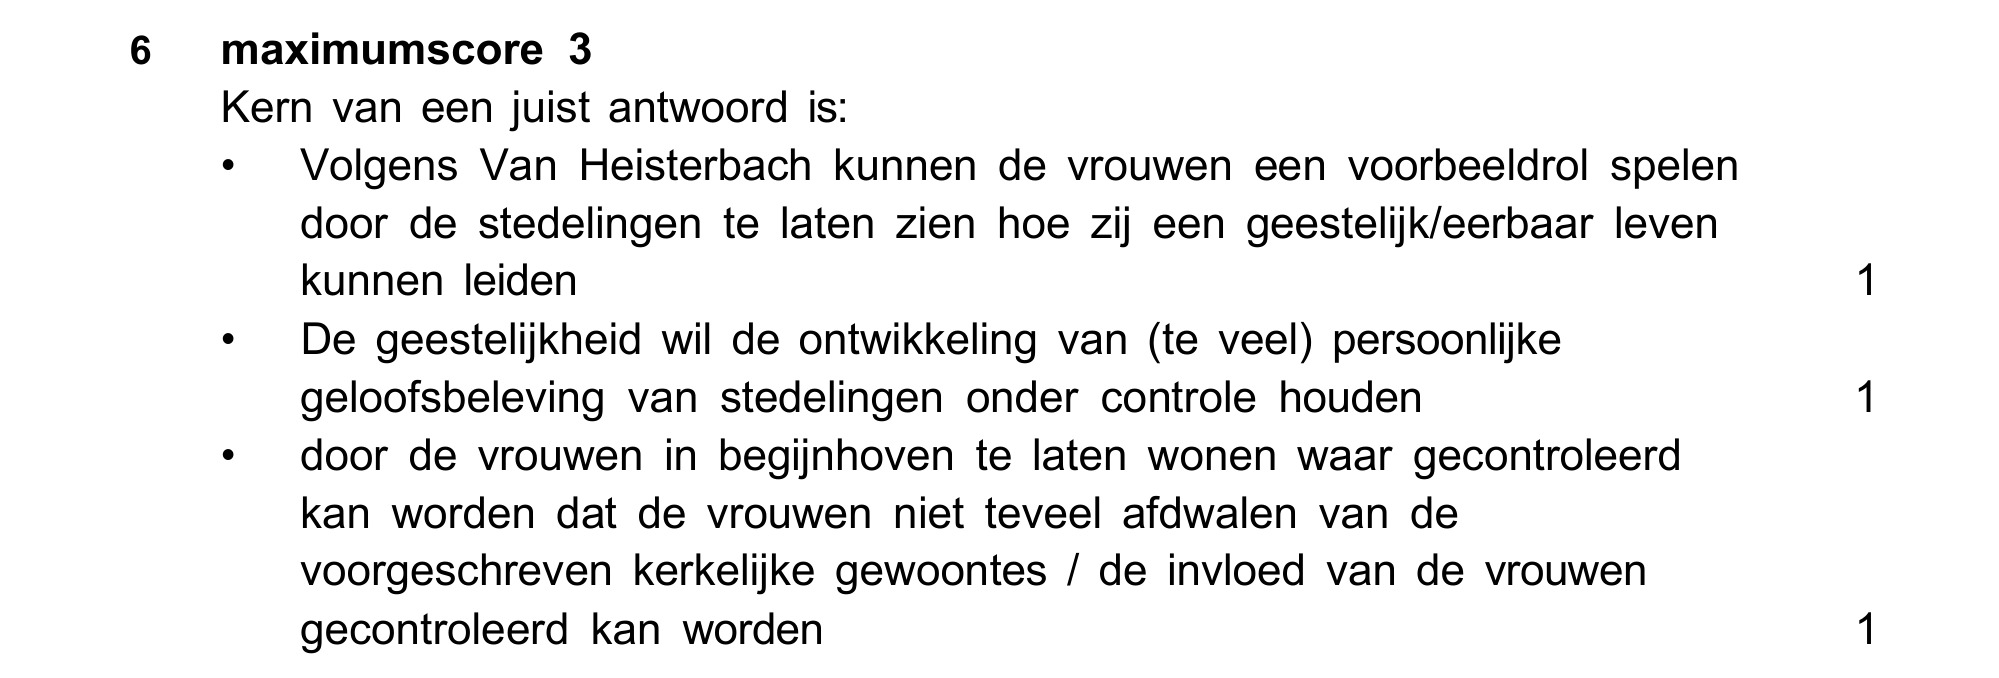 6 maximumscore 3
Kern van een juist antwoord is:
• Volgens Van Heisterbach kunnen de vrouwen een voorbeeldrol spelen
door de stedelingen te laten zien hoe zij een geestelijk/eerbaar leven
kunnen leiden 1
• De geestelijkheid wil de ontwikkeling van (te veel) persoonlijke
geloofsbeleving van stedelingen onder controle houden 1
• door de vrouwen in begijnhoven te laten wonen waar gecontroleerd
kan worden dat de vrouwen niet teveel afdwalen van de
voorgeschreven kerkelijke gewoontes / de invloed van de vrouwen
gecontroleerd kan worden 1